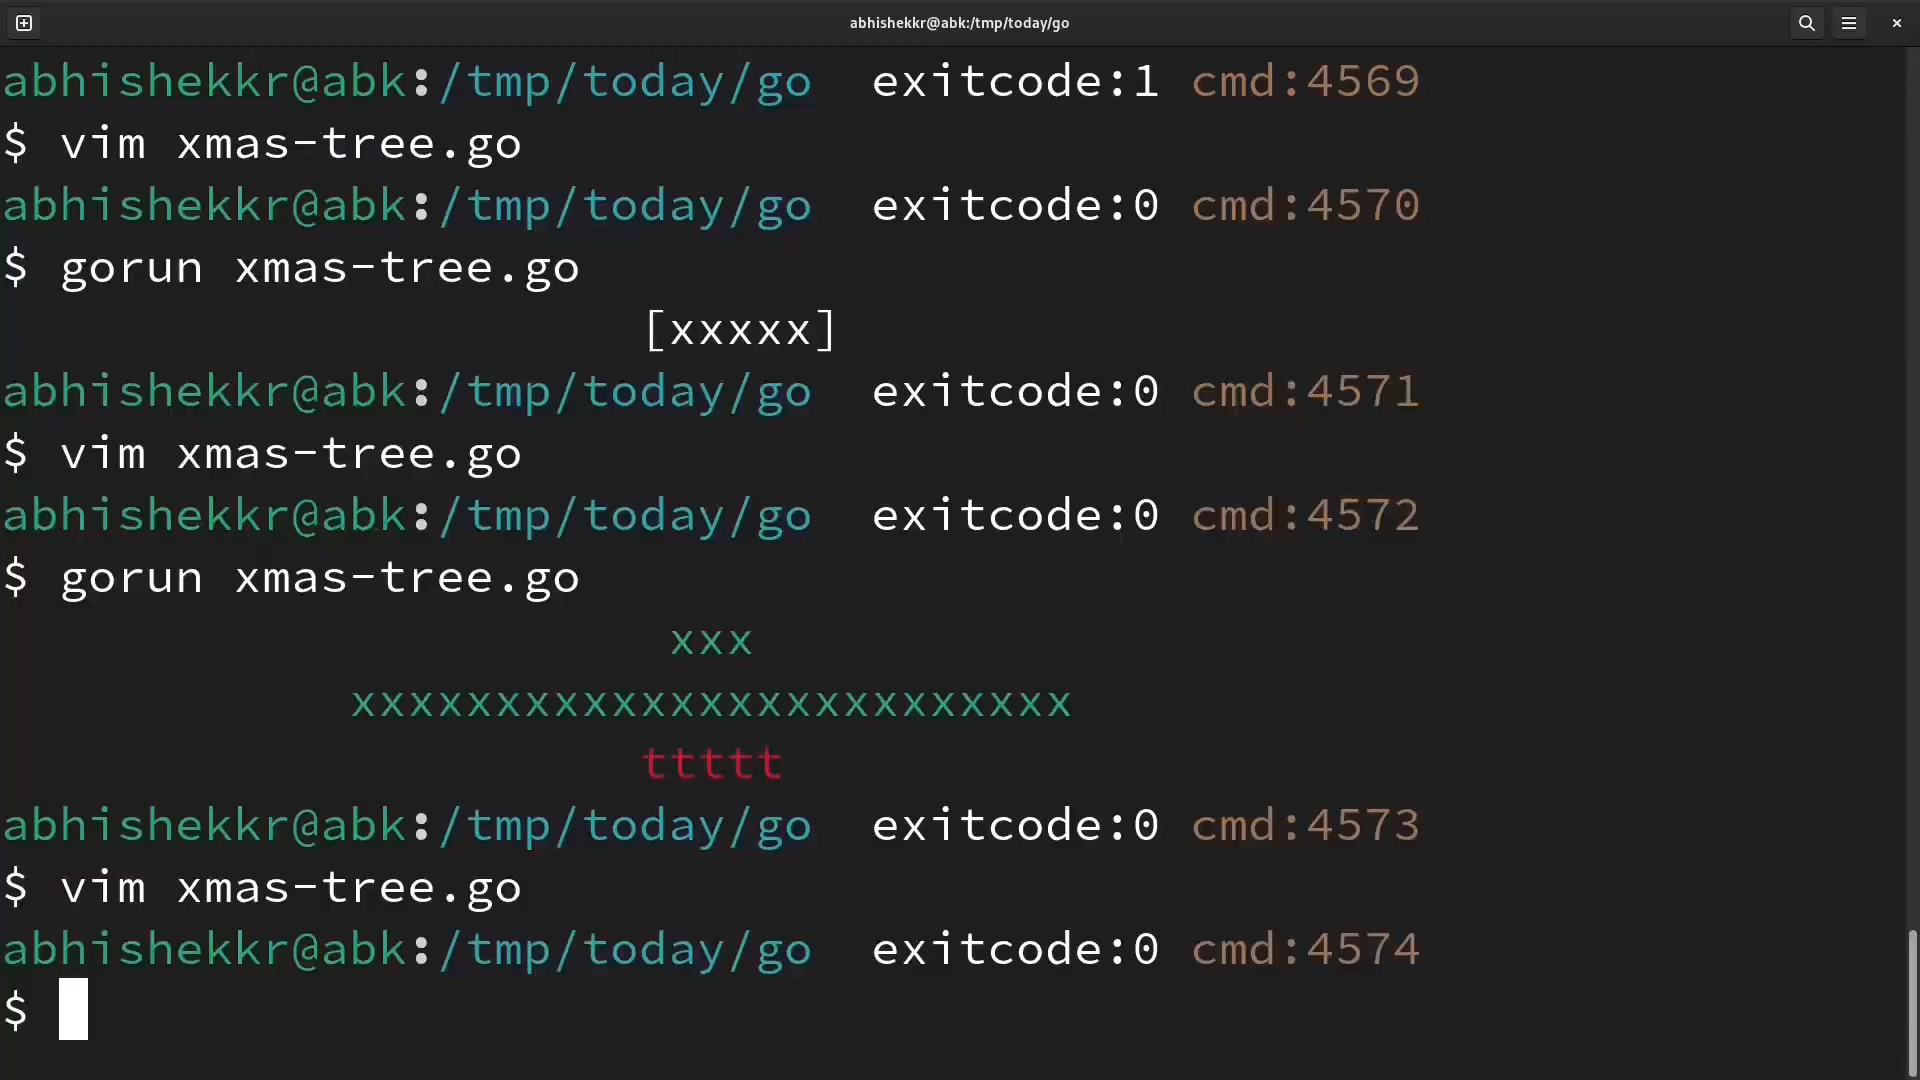 abhishekkr@abk:/tmp/today/go
abhishekkr@abk:/tmp/today/go  exitcode:1 cmd:4569
$ vim xmas-tree.go
abhishekkr@abk:/tmp/today/go  exitcode:0 cmd:4570
$ gorun xmas-tree.go
[xxxxx]
abhishekkr@abk:/tmp/today/go  exitcode:0 cmd:4571
$ vim xmas-tree.go
abhishekkr@abk:/tmp/today/go  exitcode:0 cmd:4572
$ gorun xmas-tree.go
xxx
xxxxxxxxxxxxxxxxxxxxxxxxx
ttttt
abhishekkr@abk:/tmp/today/go  exitcode:0 cmd:4573
$ vim xmas-tree.go
abhishekkr@abk:/tmp/today/go  exitcode:0 cmd:4574
$